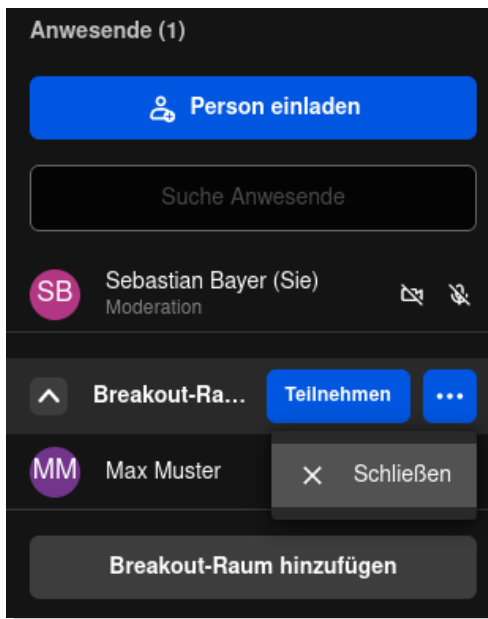 Anwesende (1)
Person einladen
Suche Anwesende
SB
Sebastian Bayer (Sie)
Moderation
Breakout-Ra...
Teilnehmen
MM
Max Muster
Schließen
Breakout-Raum hinzufügen